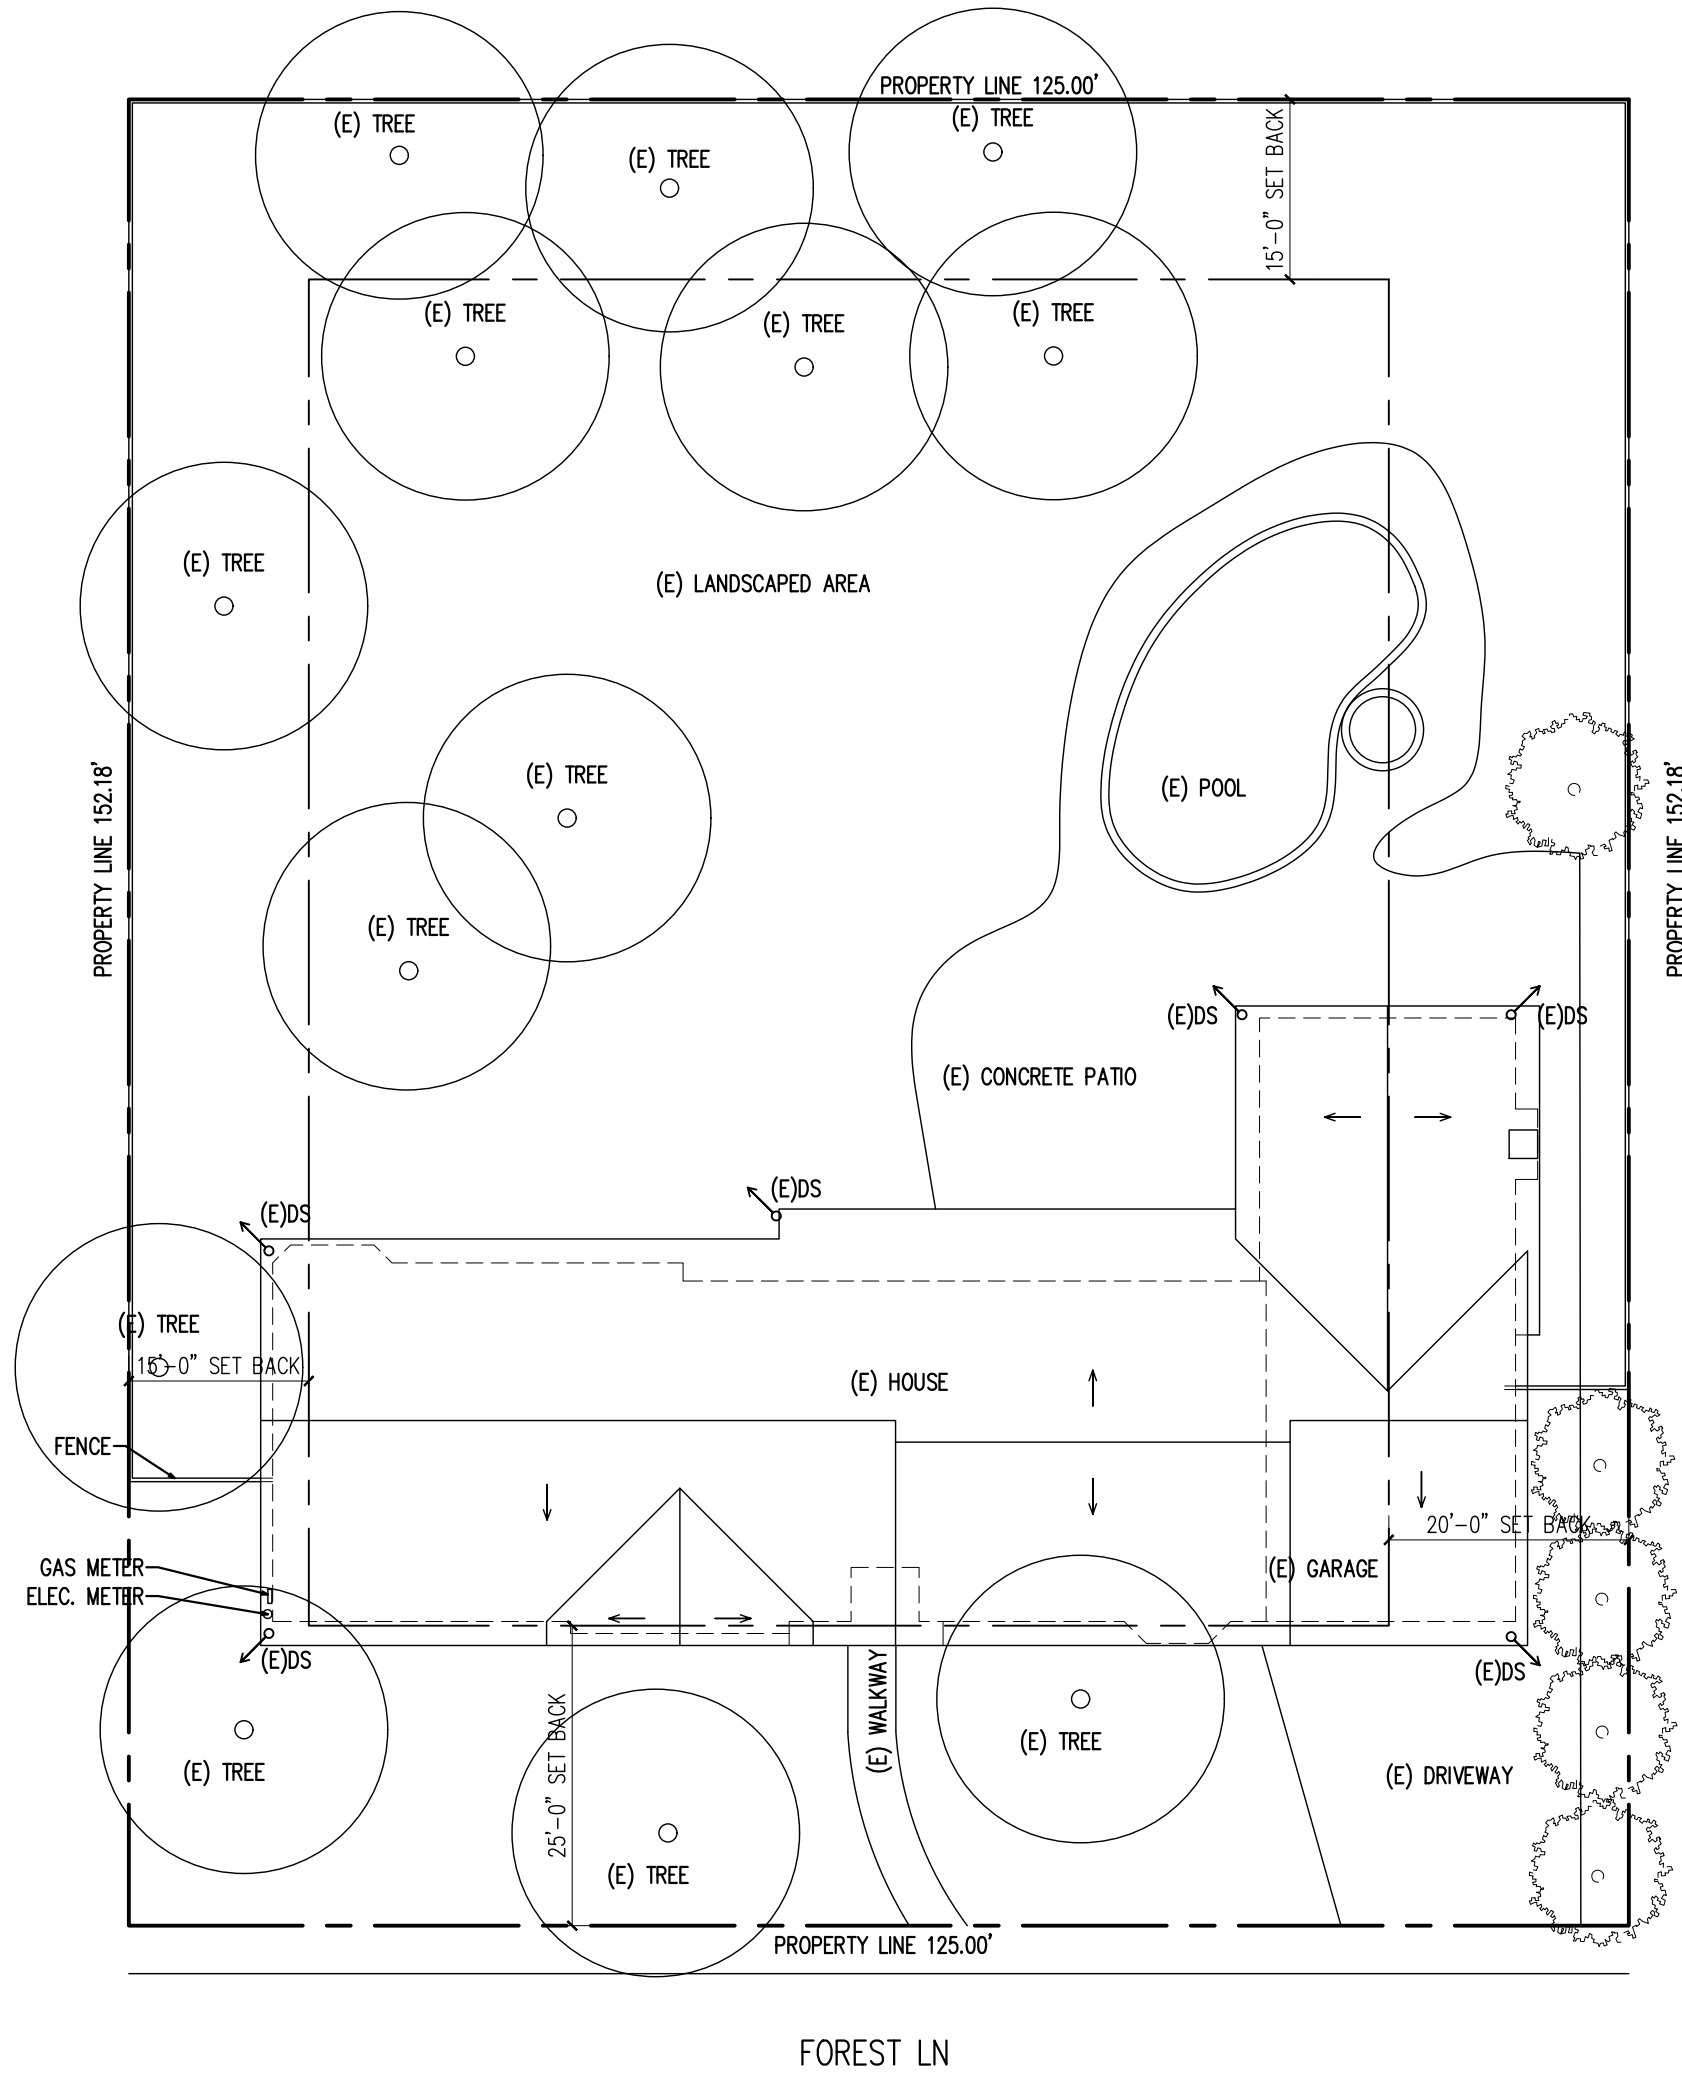 PROPERTY LINE 125.00'
(E) TREE
(E) TREE
(E) TREE
15'-0" SET BACK
(E) TREE
(E) TREE
(E) TREE
(E) TREE
(E) LANDSCAPED AREA
(E) TREE
(E) POOL
PROPERTY LINE 152.18'
PROPERTY LINE 152.18'
(E) TREE
(E)DS
(E)DS
(E) CONCRETE PATIO
(E)DS
(E)DS
(E) TREE
15'-0" SET BACK
(E) HOUSE
FENCE
20'-0" SET BACK
GAS METER
(E) GARAGE
ELEC. METER
(E)DS
(E)DS
(E) WALKWAY
25'-0" SET BACK
(E) TREE
(E) TREE
(E) DRIVEWAY
(E) TREE
PROPERTY LINE 125.00'
FOREST LN